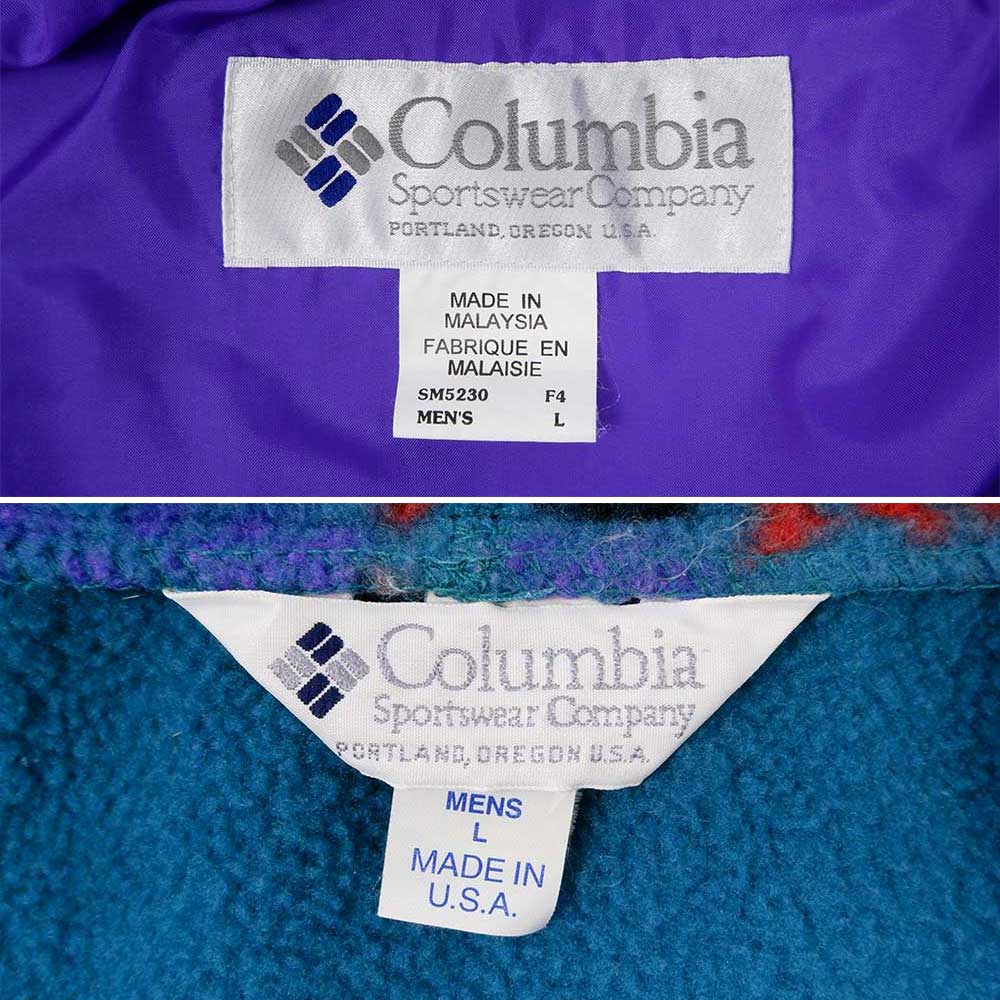 Columbia
Sportswear Company
PORTLAND, OREGON U.S.A.
MADE IN
MALAYSIA
FABRIQUE EN
MALAISIE
SM5230 F4
MEN'S L
Columbia
Sportswear Company
PORTLAND, OREGON U.S.A.
MENS
L
MADE IN
U.S.A.